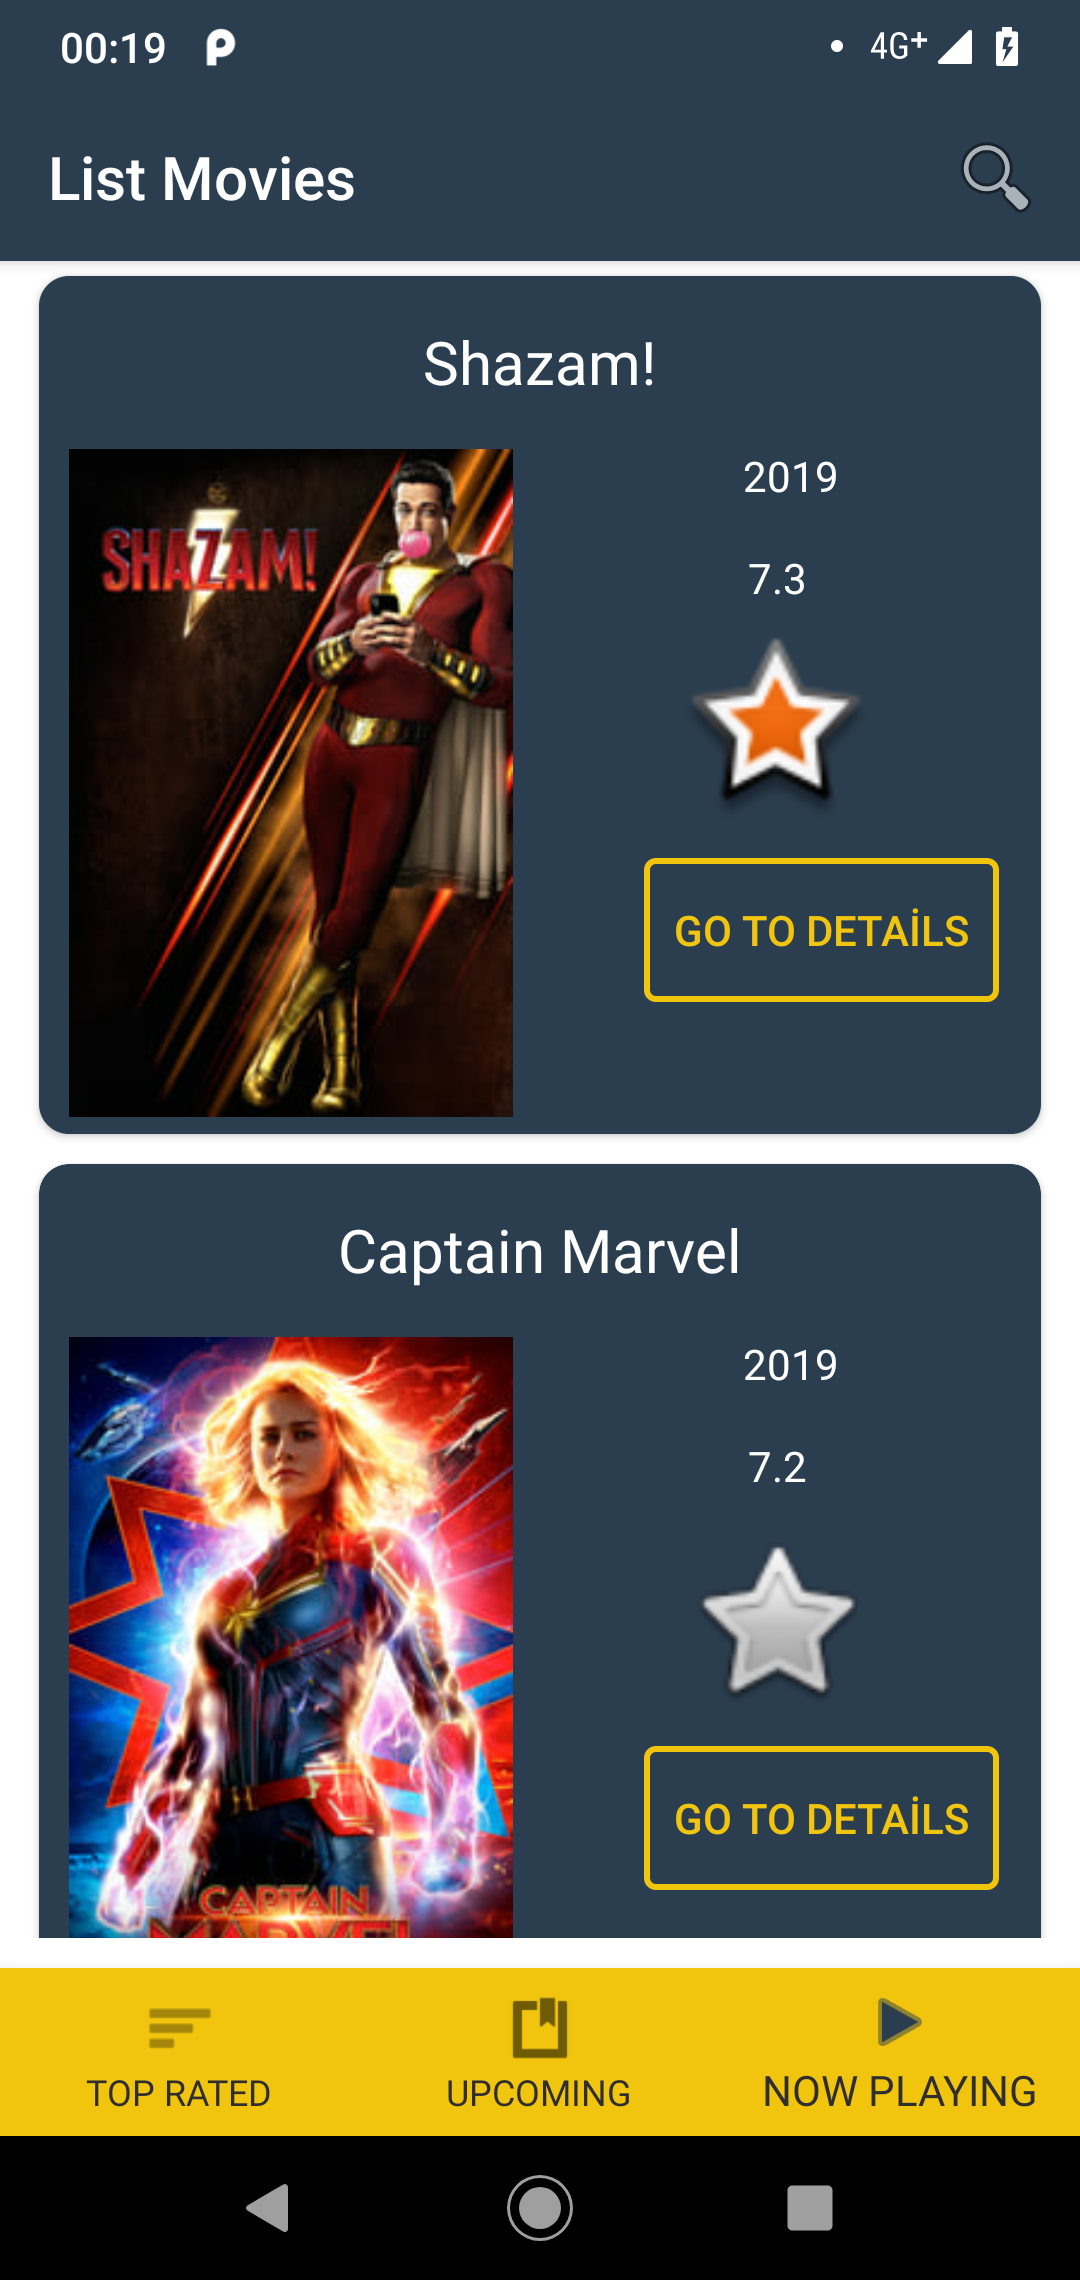 00:19
4G+
List Movies
Shazam!
SHAZAM!
2019
7.3
GO TO DETAİLS
Captain Marvel
2019
7.2
CAPTAIN
MARVEL
GO TO DETAİLS
TOP RATED
UPCOMING
NOW PLAYING